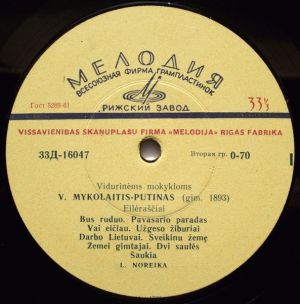 МЕЛОДИЯ
ВСЕСОЮЗНАЯ ФИРМА ГРАМПЛАСТИНОК
РИЖСКИЙ ЗАВОД
Гост 5289-61
33⅓
VISSAVIENĪBAS SKAŅUPLAŠU FIRMA «MELODIJA» RĪGAS FABRIKA
33Д-16047
Вторая гр. 0-70
Vidurinėms mokykloms
V. MYKOLAITIS-PUTINAS (gim. 1893)
Eilėraščiai
Bus ruduo. Pavasario paradas
Vai eičiau. Užgeso žiburiai
Darbo Lietuvai. Sveikinu žemę
Žemei gimtajai. Dvi saulės
Šaukia
L. NOREIKA